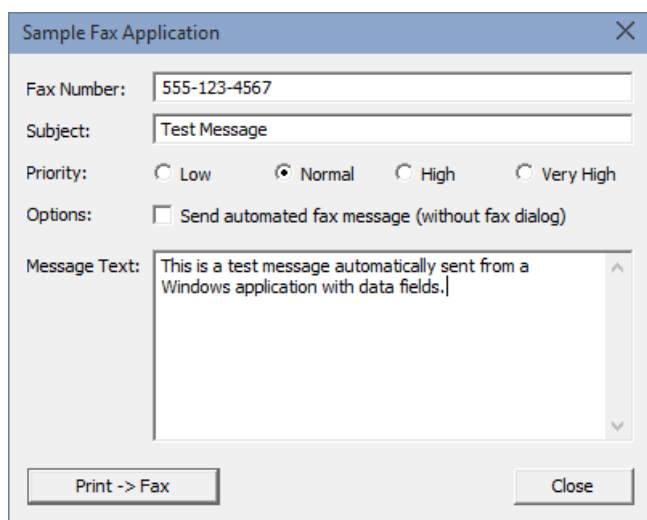 Sample Fax Application
Fax Number: 555-123-4567
Subject: Test Message
Priority: Low Normal High Very High
Options: Send automated fax message (without fax dialog)
Message Text: This is a test message automatically sent from a
Windows application with data fields.
Print -> Fax Close